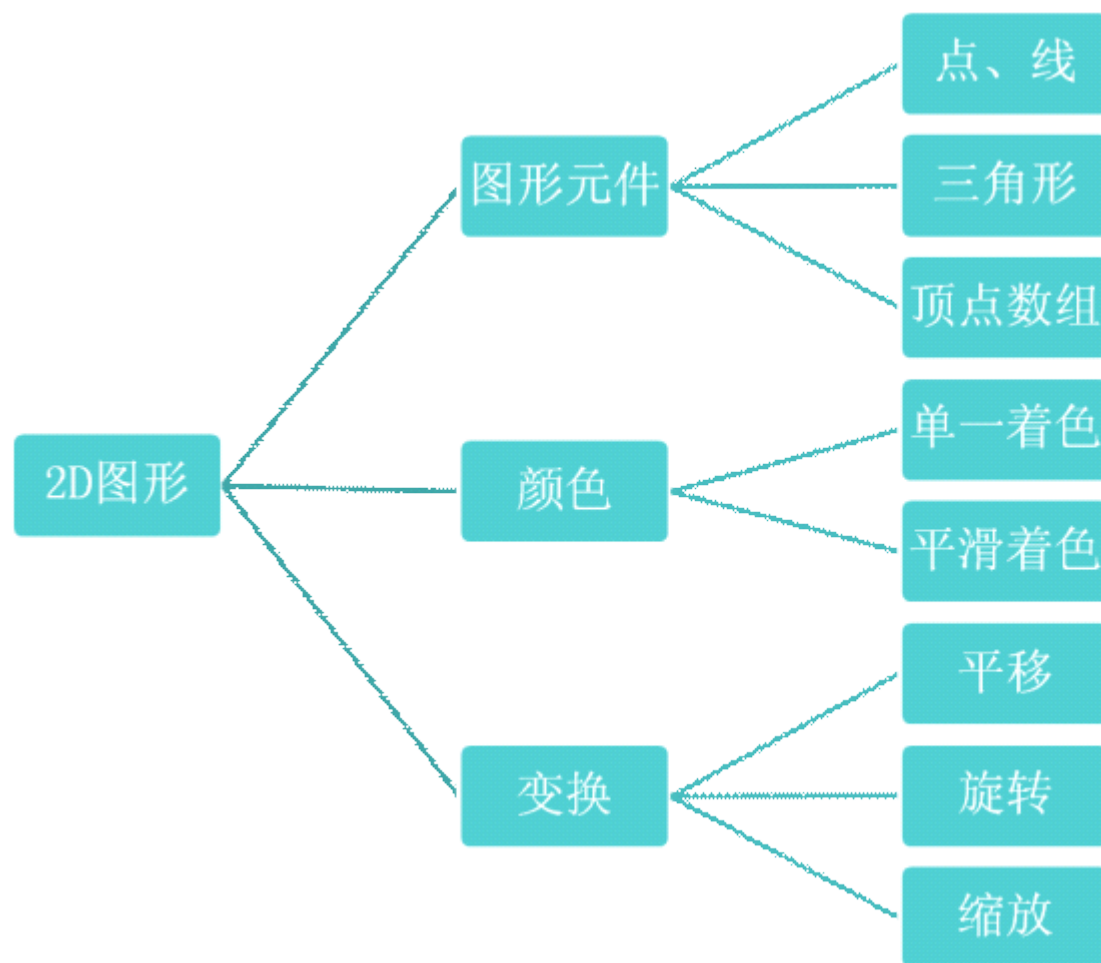 点、线
图形元件
三角形
顶点数组
单一着色
2D图形
颜色
平滑着色
平移
变换
旋转
缩放